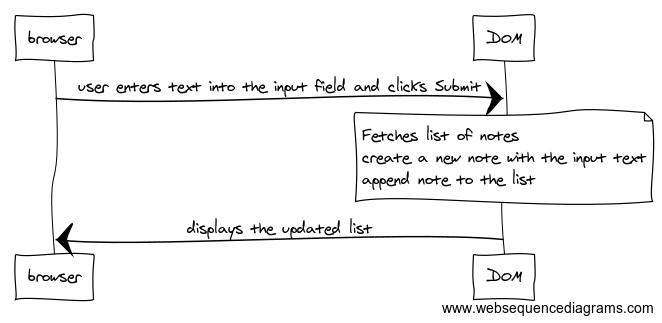 browser
DOM
user enters text into the input field and clicks Submit
Fetches list of notes
create a new note with the input text
append note to the list
displays the updated list
browser
DOM
www.websequencediagrams.com